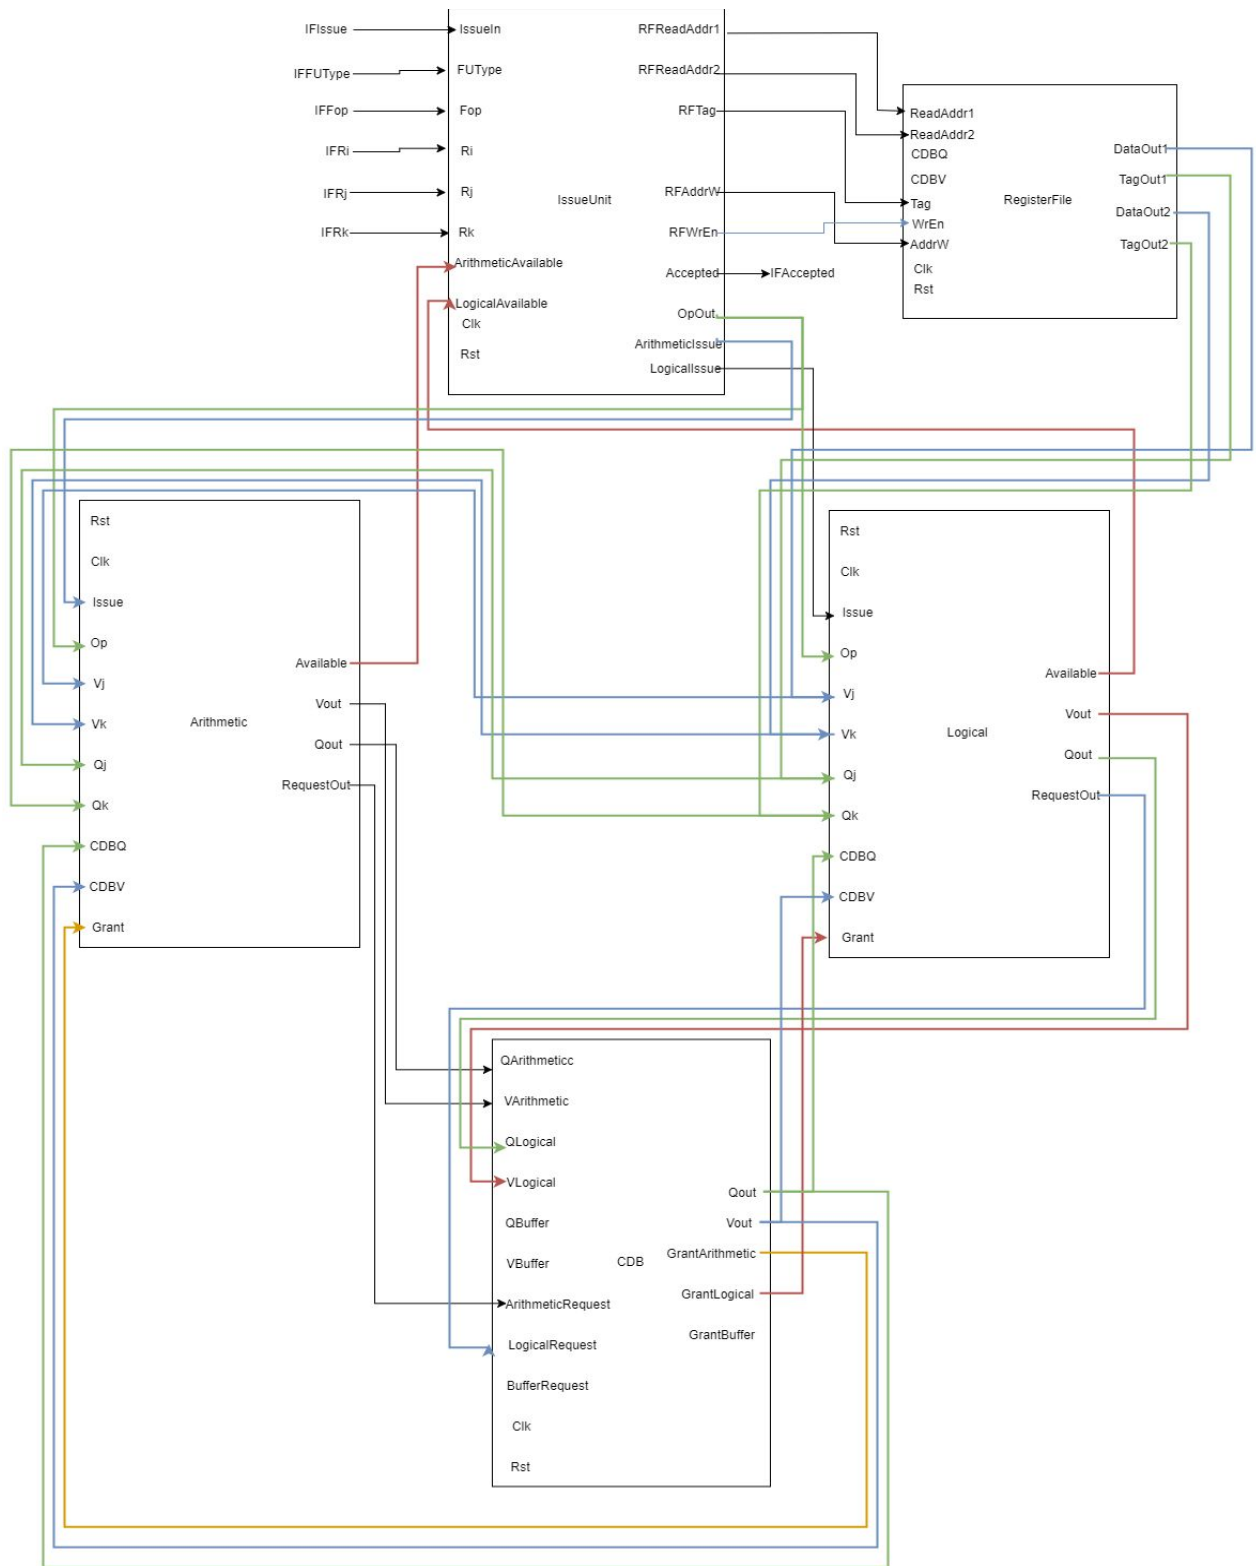 IFIssue
IFFUType
IFFop
IFRi
IFRj
IFRk
IssueIn
FUType
Fop
Ri
Rj
Rk
ArithmeticAvailable
LogicalAvailable
Clk
Rst
IssueUnit
RFReadAddr1
RFReadAddr2
RFTag
RFAddrW
RFWrEn
Accepted
OpOut
ArithmeticIssue
LogicalIssue
IFAccepted
ReadAddr1
ReadAddr2
CDBQ
CDBV
Tag
WrEn
AddrW
Clk
Rst
RegisterFile
DataOut1
TagOut1
DataOut2
TagOut2
Rst
Clk
Issue
Op
Vj
Vk
Qj
Qk
CDBQ
CDBV
Grant
Arithmetic
Available
Vout
Qout
RequestOut
Rst
Clk
Issue
Op
Vj
Vk
Qj
Qk
CDBQ
CDBV
Grant
Logical
Available
Vout
Qout
RequestOut
QArithmeticc
VArithmetic
QLogical
VLogical
QBuffer
VBuffer
ArithmeticRequest
LogicalRequest
BufferRequest
Clk
Rst
CDB
Qout
Vout
GrantArithmetic
GrantLogical
GrantBuffer